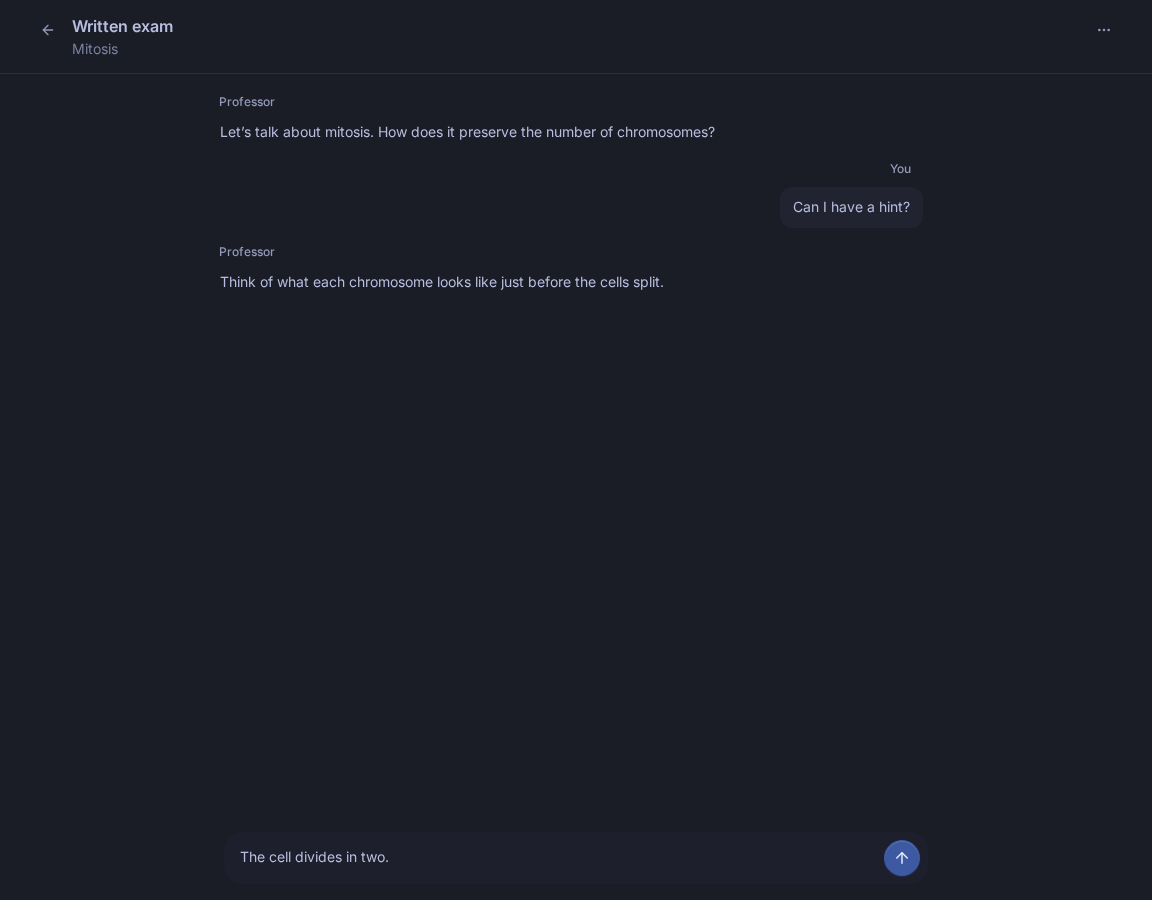 Written exam
Mitosis
Professor
Let’s talk about mitosis. How does it preserve the number of chromosomes?
You
Can I have a hint?
Professor
Think of what each chromosome looks like just before the cells split.
The cell divides in two.